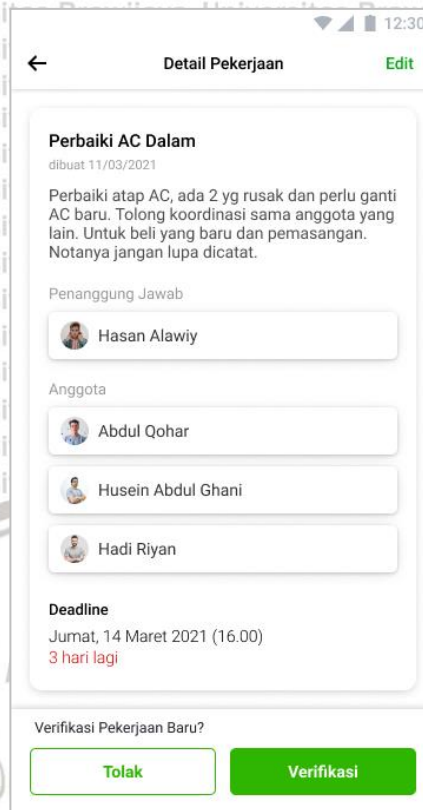 12:30
Detail Pekerjaan
Edit
Perbaiki AC Dalam
dibuat 11/03/2021
Perbaiki atap AC, ada 2 yg rusak dan perlu ganti
AC baru. Tolong koordinasi sama anggota yang
lain. Untuk beli yang baru dan pemasangan.
Notanya jangan lupa dicatat.
Penanggung Jawab
Hasan Alawiy
Anggota
Abdul Qohar
Husein Abdul Ghani
Hadi Riyan
Deadline
Jumat, 14 Maret 2021 (16.00)
3 hari lagi
Verifikasi Pekerjaan Baru?
Tolak
Verifikasi